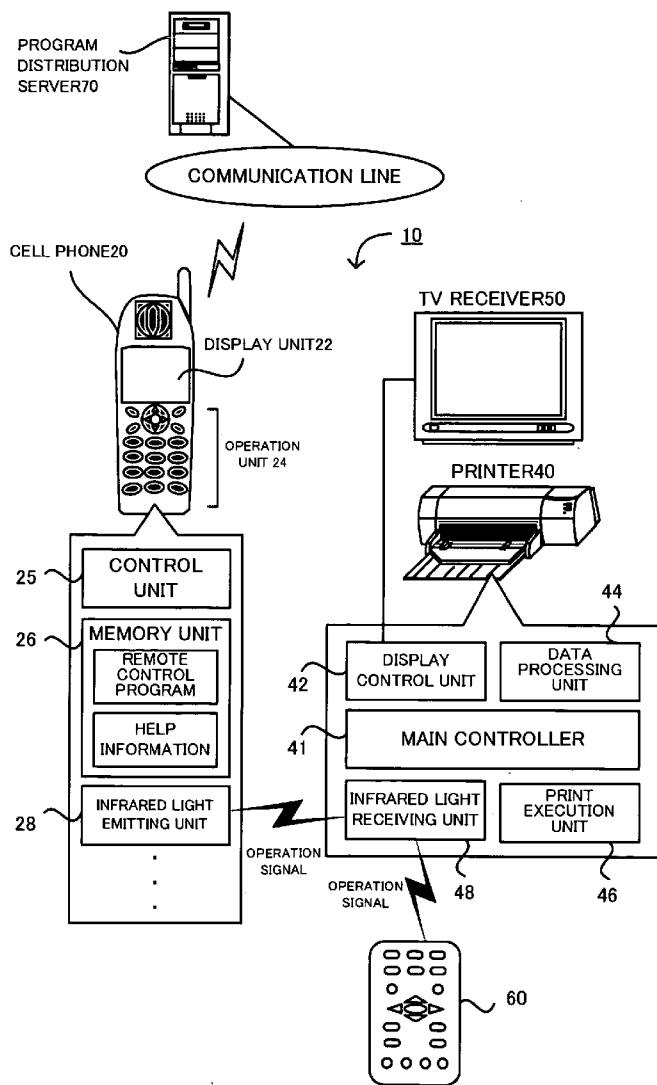 PROGRAM
DISTRIBUTION
SERVER70
COMMUNICATION LINE
10
CELL PHONE20
TV RECEIVER50
DISPLAY UNIT22
OPERATION
UNIT 24
PRINTER40
25
CONTROL
UNIT
26
MEMORY UNIT
REMOTE
CONTROL
PROGRAM
HELP
INFORMATION
28
INFRARED LIGHT
EMITTING UNIT
OPERATION
SIGNAL
44
42
DISPLAY
CONTROL UNIT
DATA
PROCESSING
UNIT
41
MAIN CONTROLLER
INFRARED LIGHT
RECEIVING UNIT
PRINT
EXECUTION
UNIT
48
46
OPERATION
SIGNAL
60